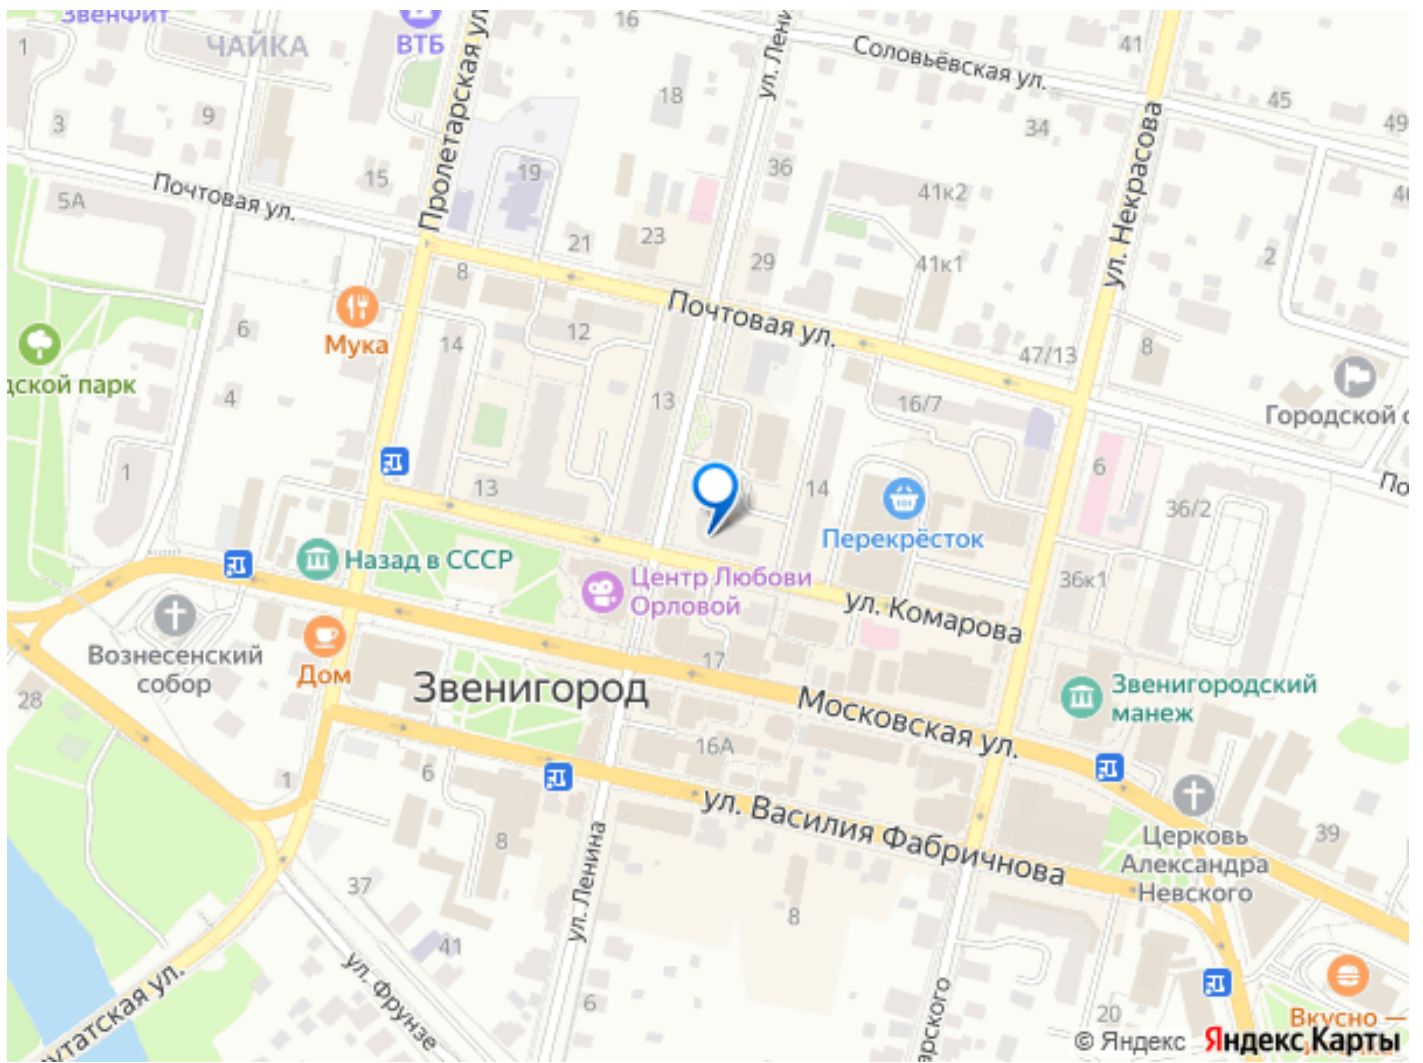 ЗвенФит
ЧАЙКА
ВТБ
Пролетарская ул.
16
ул. Лени
Соловьёвская ул.
41
45
49
1
3
9
18
34
ул. Некрасова
Почтовая ул.
15
19
36
41к2
5А
21
23
29
41к1
2
8
Мука
6
14
12
Почтовая ул.
47/13
8
дской парк
4
13
16/7
Городской с
1
13
14
Перекрёсток
6
36/2
По
Назад в СССР
Центр Любови
Орловой
ул. Комарова
36к1
Вознесенский
собор
Дом
Звенигород
17
Московская ул.
Звенигородский
манеж
28
16А
1
6
8
ул. Василия Фабричнова
Церковь
Александра
Невского
39
37
ул. Ленина
8
41
ул. Фрунзе
6
утатская ул.
арского
20
Вкусно —
© Яндекс Яндекс Карты